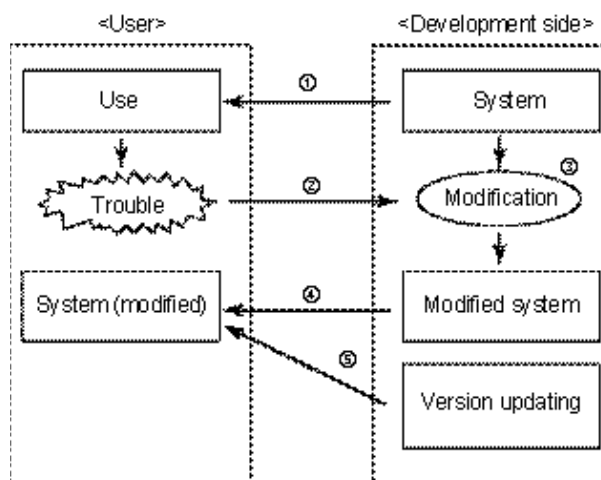 <User>
<Development side>
Use
①
System
Trouble
②
Modification
③
System (modified)
④
Modified system
⑤
Version updating